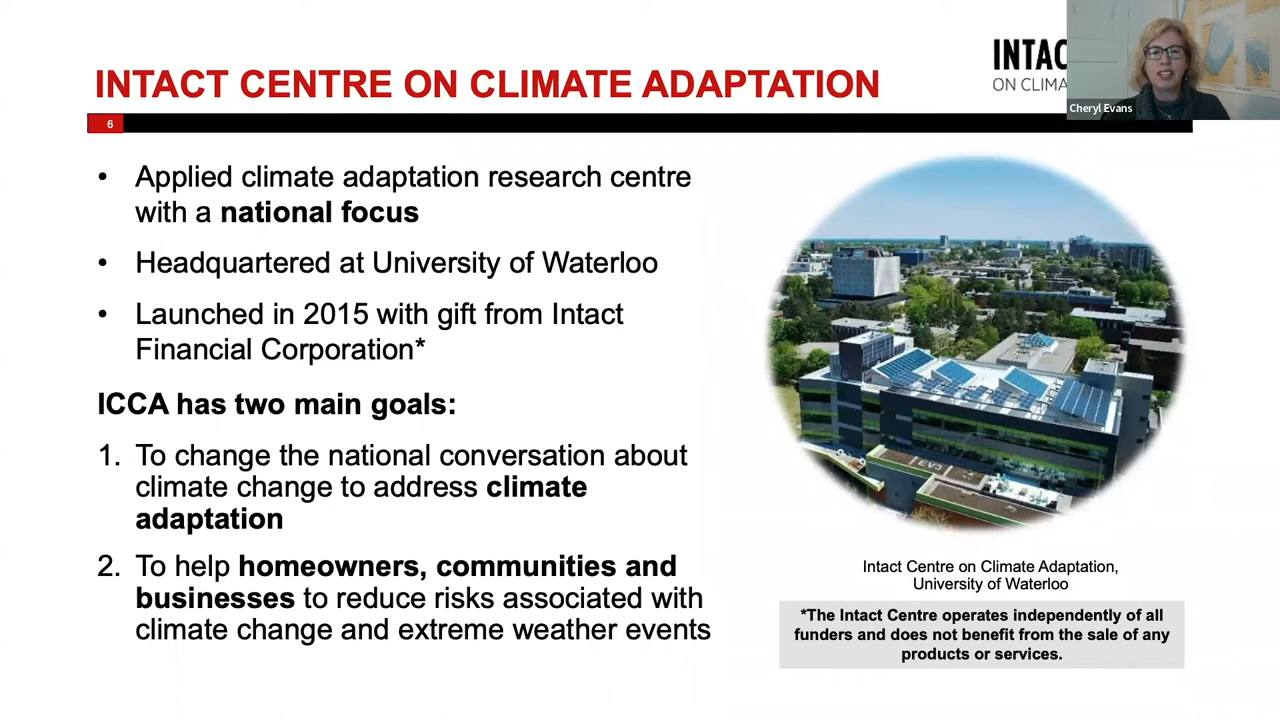 INTACT CENTRE ON CLIMATE ADAPTATION
ON CLIMA
Cheryl Evans
6
• Applied climate adaptation research centre
with a national focus
• Headquartered at University of Waterloo
• Launched in 2015 with gift from Intact
Financial Corporation*
ICCA has two main goals:
1. To change the national conversation about
climate change to address climate
adaptation
2. To help homeowners, communities and
businesses to reduce risks associated with
climate change and extreme weather events
EV3
Intact Centre on Climate Adaptation,
University of Waterloo
*The Intact Centre operates independently of all
funders and does not benefit from the sale of any
products or services.